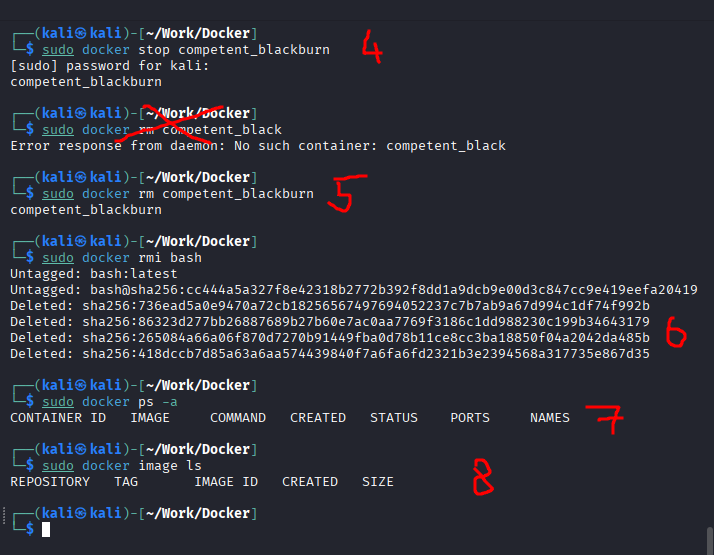 ┌──(kali㉿kali)-[~/Work/Docker]
└─$ sudo docker stop competent_blackburn 4
[sudo] password for kali:
competent_blackburn
┌──(kali㉿kali)-[~/Work/Docker]
└─$ sudo docker rm competent_black
Error response from daemon: No such container: competent_black
┌──(kali㉿kali)-[~/Work/Docker]
└─$ sudo docker rm competent_blackburn 5
competent_blackburn
┌──(kali㉿kali)-[~/Work/Docker]
└─$ sudo docker rmi bash
Untagged: bash:latest
Untagged: bash@sha256:cc444a5a327f8e42318b2772b392f8dd1a9dcb9e00d3c847cc9e419eefa20419
Deleted: sha256:736ead5a0e9470a72cb18256567497694052237c7b7ab9a67d994c1df74f992b
Deleted: sha256:86323d277bb26887689b27b60e7ac0aa7769f3186c1dd988230c199b34643179
Deleted: sha256:265084a66a06f870d7270b91449fba0d78b11ce8cc3ba18850f04a2042da485b 6
Deleted: sha256:418dccb7d85a63a6aa574439840f7a6fa6fd2321b3e2394568a317735e867d35
┌──(kali㉿kali)-[~/Work/Docker]
└─$ sudo docker ps -a
CONTAINER ID IMAGE COMMAND CREATED STATUS PORTS NAMES 7
┌──(kali㉿kali)-[~/Work/Docker]
└─$ sudo docker image ls
REPOSITORY TAG IMAGE ID CREATED SIZE 8
┌──(kali㉿kali)-[~/Work/Docker]
└─$